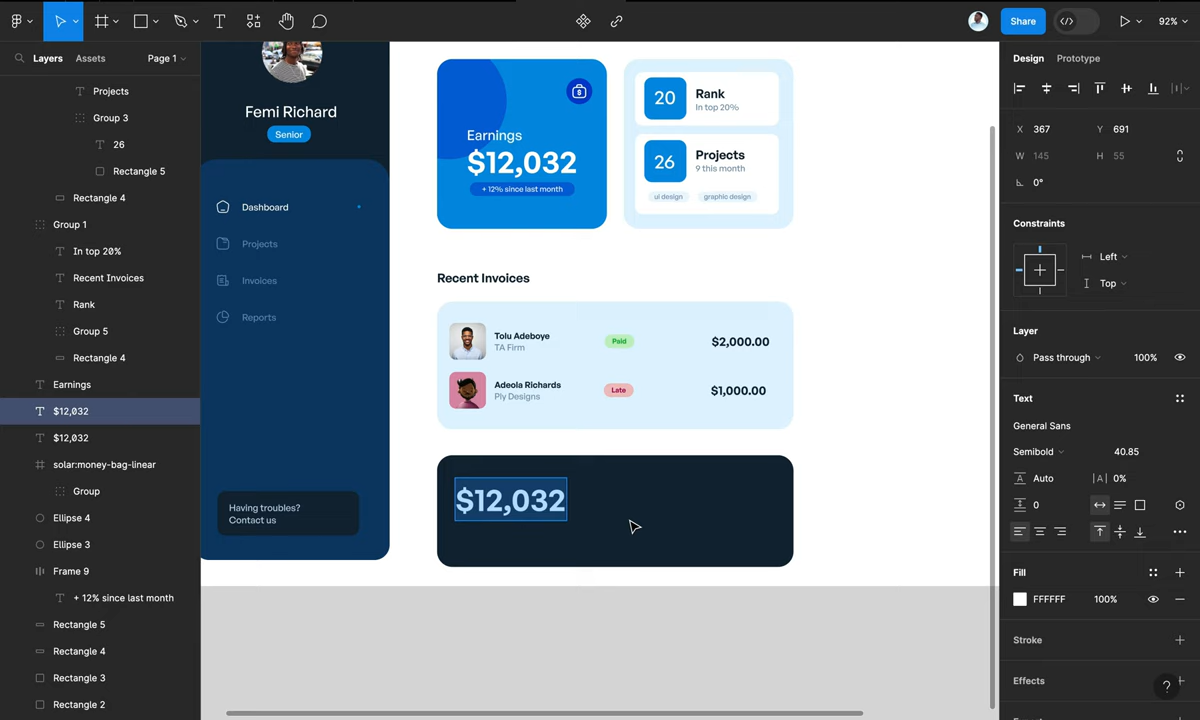 Share
92%
Layers
Assets
Page 1
Projects
Group 3
26
Rectangle 5
Rectangle 4
Group 1
In top 20%
Recent Invoices
Rank
Group 5
Rectangle 4
Earnings
$12,032
$12,032
solar:money-bag-linear
Group
Ellipse 4
Ellipse 3
Frame 9
+ 12% since last month
Rectangle 5
Rectangle 4
Rectangle 3
Rectangle 2
Femi Richard
Senior
Dashboard
Projects
Invoices
Reports
Having troubles?
Contact us
Earnings
$12,032
+ 12% since last month
20
Rank
In top 20%
26
Projects
9 this month
ui design
graphic design
Recent Invoices
Tolu Adeboye
TA Firm
Paid
$2,000.00
Adeola Richards
Ply Designs
Late
$1,000.00
$12,032
Design
Prototype
X 367
Y 691
W 145
H 55
0°
Constraints
Left
Top
Layer
Pass through
100%
Text
General Sans
Semibold
40.85
Auto
0%
0
Fill
FFFFFF
100%
Stroke
Effects
?